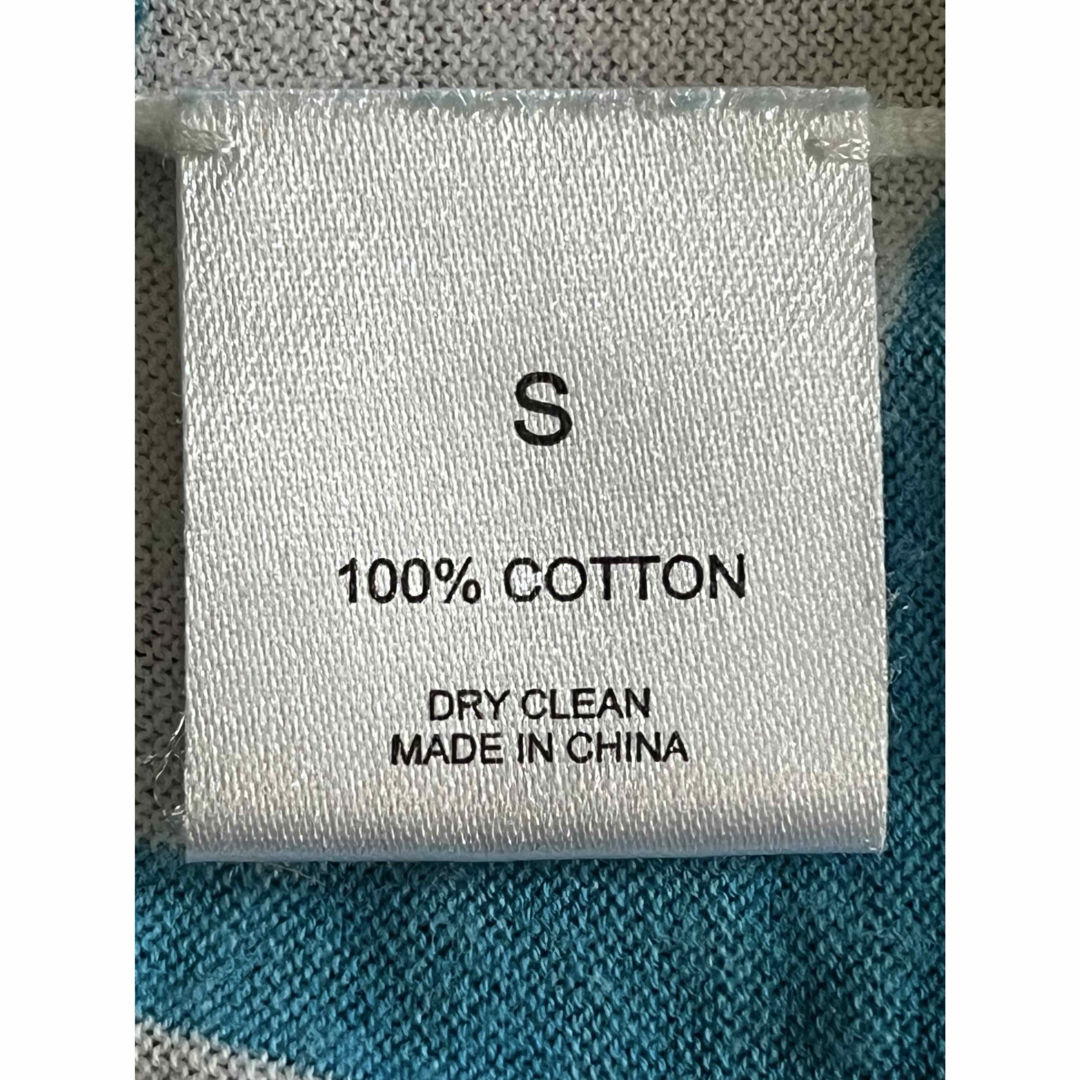 S
100% COTTON
DRY CLEAN
MADE IN CHINA